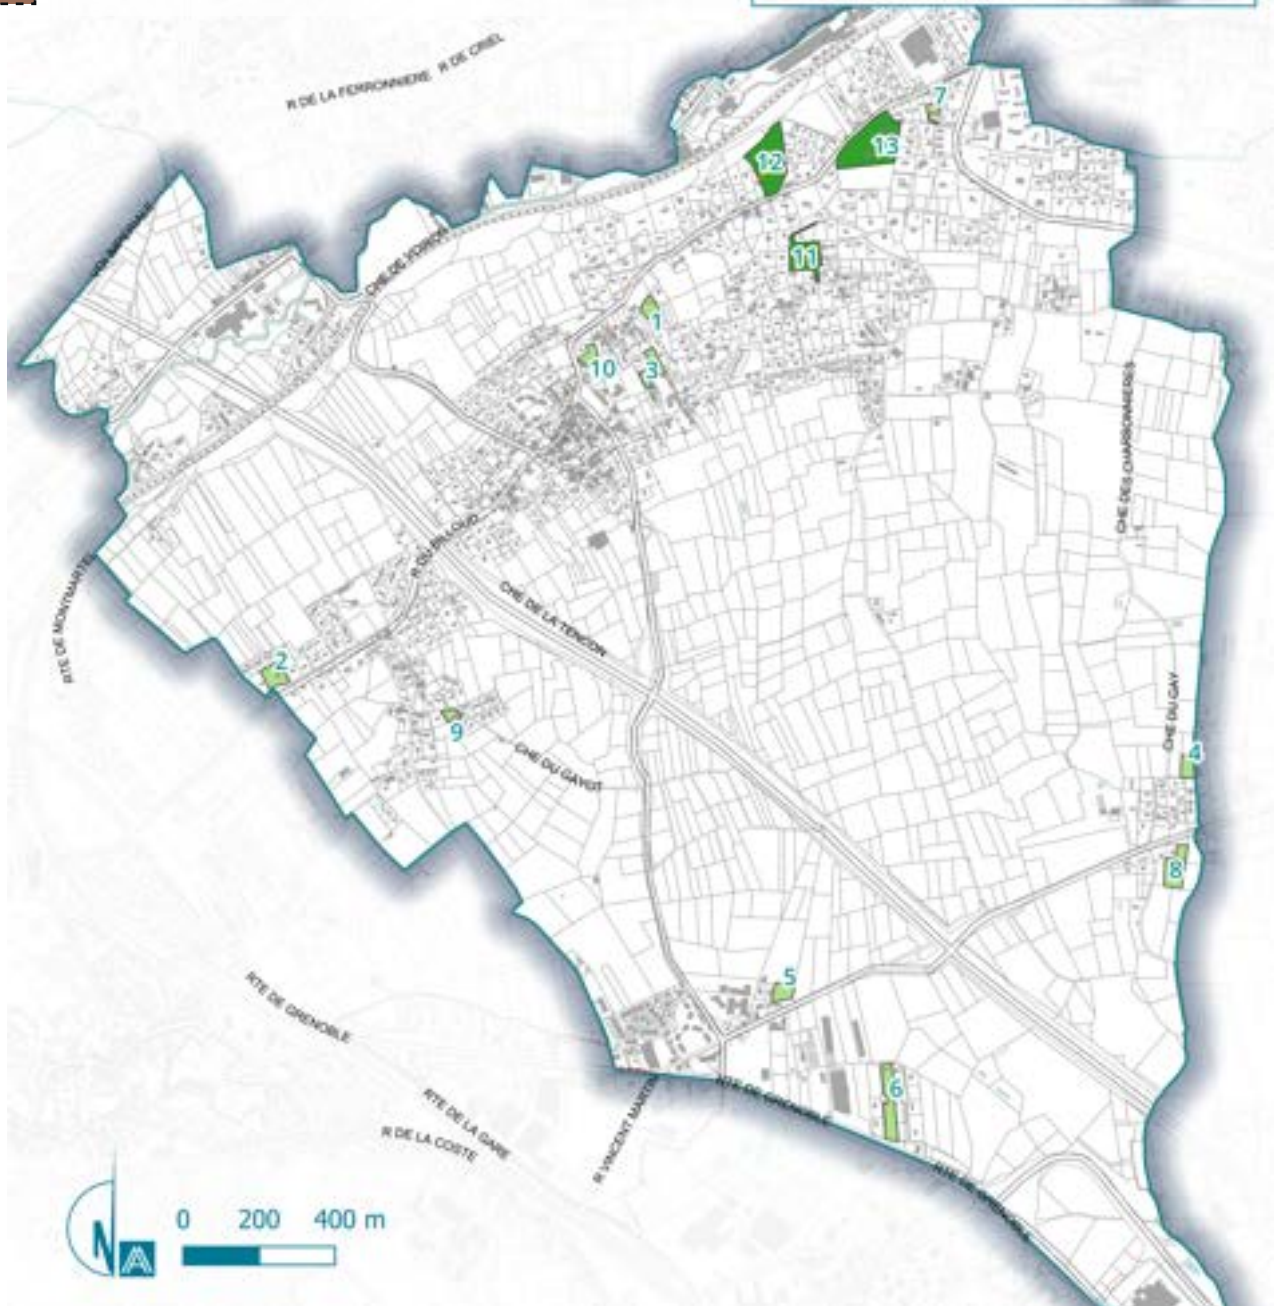 R DE LA FERRONNIERE
R DE CRIEL
7
12
13
CHE DE VOIRON
11
1
10
3
CHE DES CHARBONNIERES
R DU BILLOUD
CHE DE LA TENCOIR
RTE DE MONTMARTEL
2
CHE DU GAY
9
4
CHE DU GAYOT
8
5
RTE DE GRENOBLE
6
RTE DE GRENOBLE
RTE DE LA GARE
R DE LA COSTE
R VINCENT MARTIN
RTE DE GRENOBLE
N
0 200 400 m